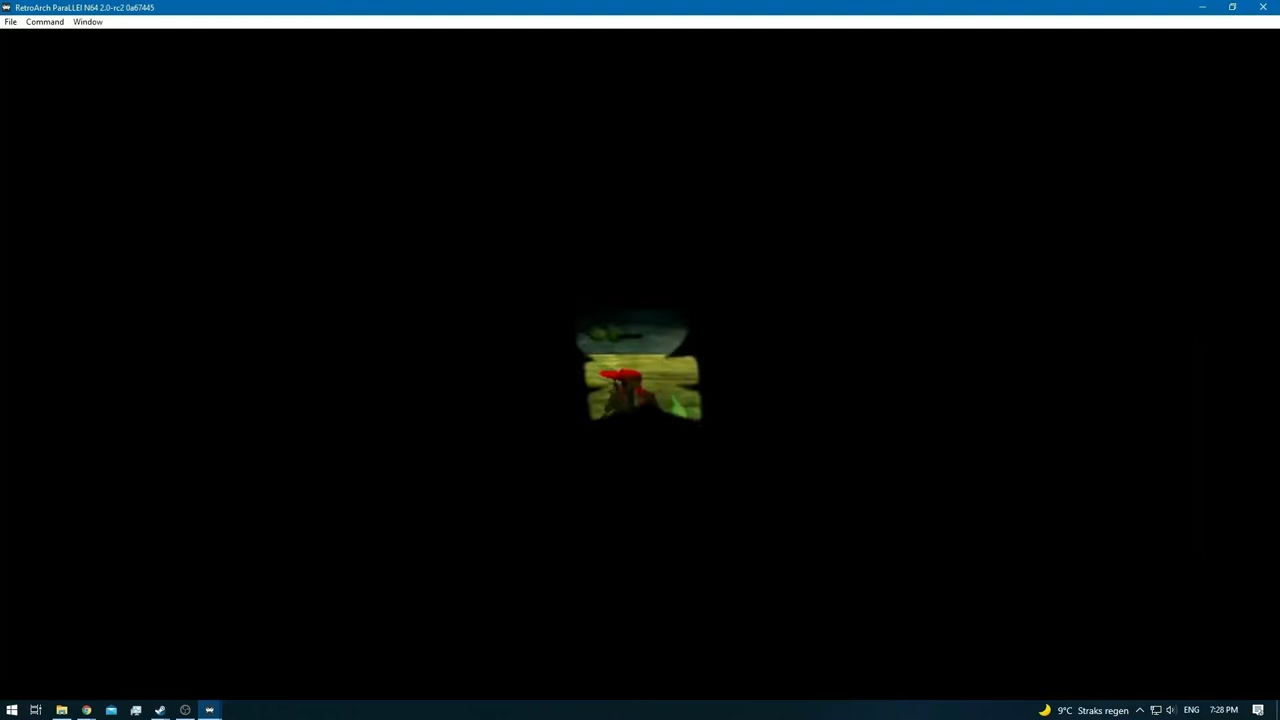 RetroArch ParaLLEl N64 2.0-rc2 0a67445
File Command Window
9°C Straks regen ENG 7:28 PM